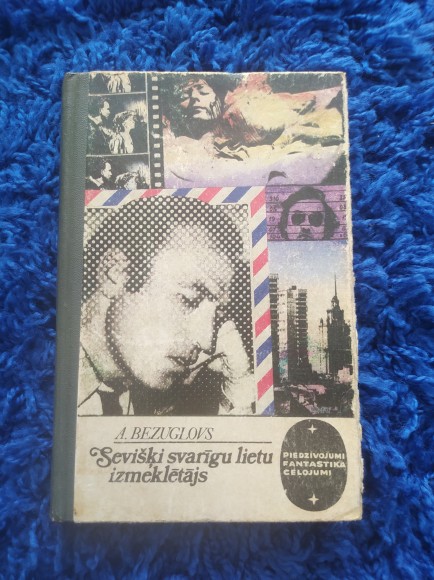 A. BEZUGLOVS
Sevišķi svarīgu lietu
izmeklētājs
PIEDZĪVOJUMI
FANTASTIKA
CEĻOJUMI